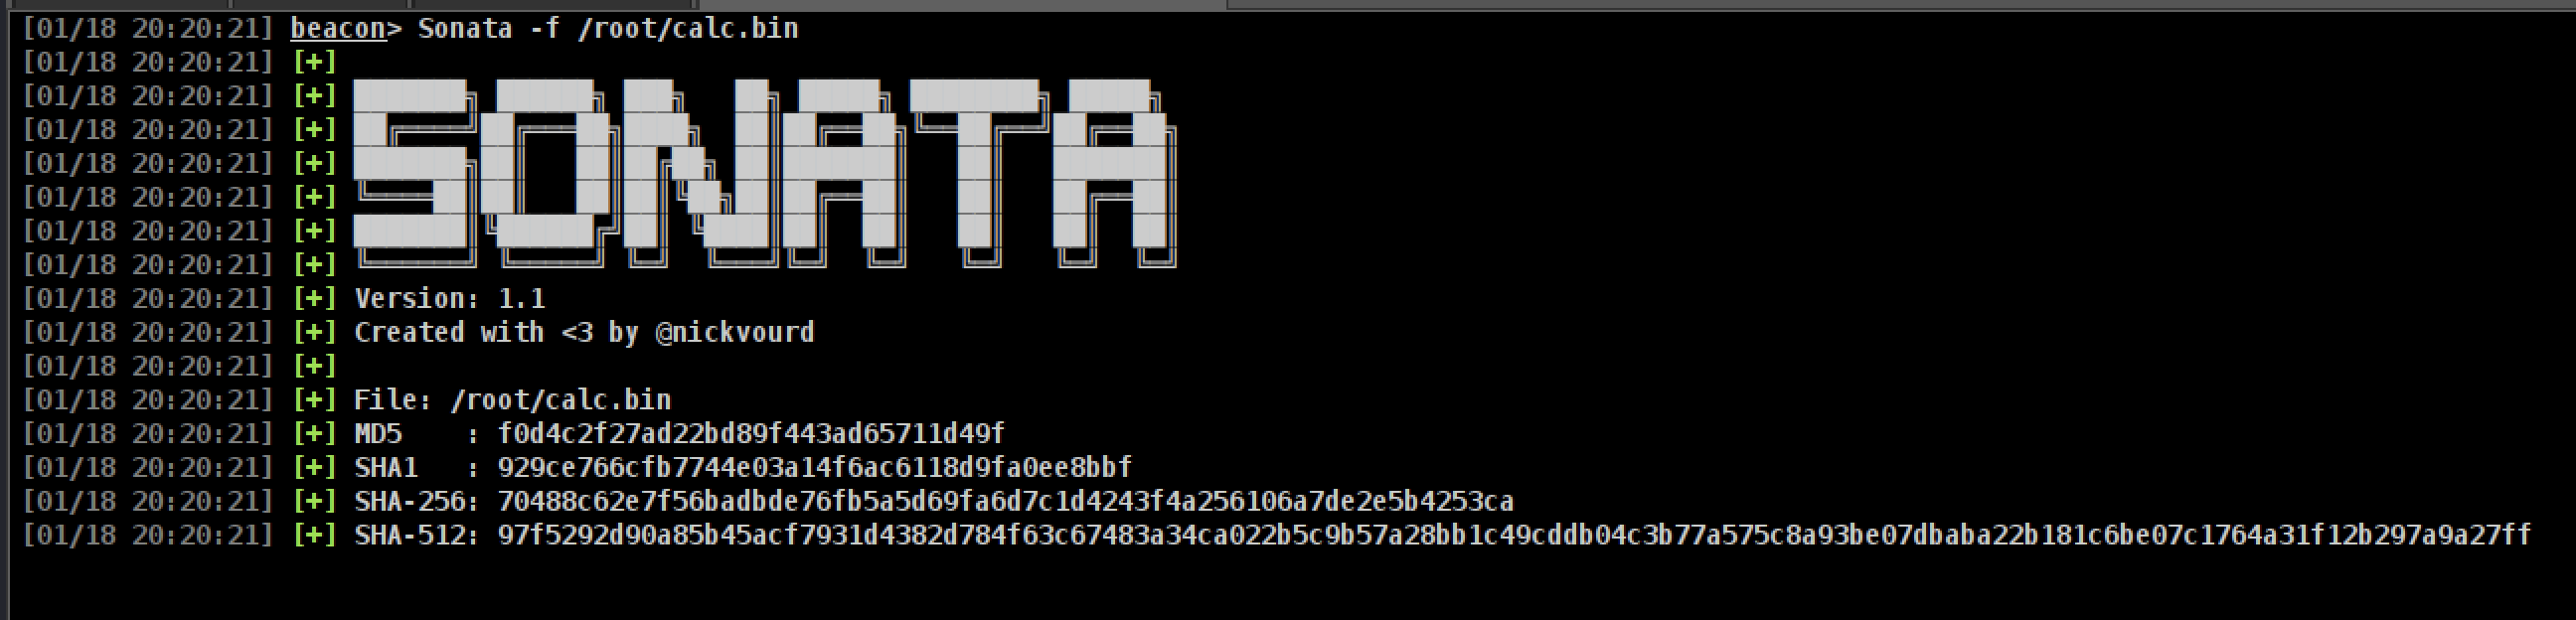 [01/18 20:20:21] beacon> Sonata -f /root/calc.bin
[01/18 20:20:21] [+]
[01/18 20:20:21] [+] SONATA
[01/18 20:20:21] [+]
[01/18 20:20:21] [+]
[01/18 20:20:21] [+]
[01/18 20:20:21] [+]
[01/18 20:20:21] [+]
[01/18 20:20:21] [+] Version: 1.1
[01/18 20:20:21] [+] Created with <3 by @nickvourd
[01/18 20:20:21] [+]
[01/18 20:20:21] [+] File: /root/calc.bin
[01/18 20:20:21] [+] MD5    : f0d4c2f27ad22bd89f443ad65711d49f
[01/18 20:20:21] [+] SHA1   : 929ce766cfb7744e03a14f6ac6118d9fa0ee8bbf
[01/18 20:20:21] [+] SHA-256: 70488c62e7f56badbde76fb5a5d69fa6d7c1d4243f4a256106a7de2e5b4253ca
[01/18 20:20:21] [+] SHA-512: 97f5292d90a85b45acf7931d4382d784f63c67483a34ca022b5c9b57a28bb1c49cddb04c3b77a575c8a93be07dbaba22b181c6be07c1764a31f12b297a9a27ff